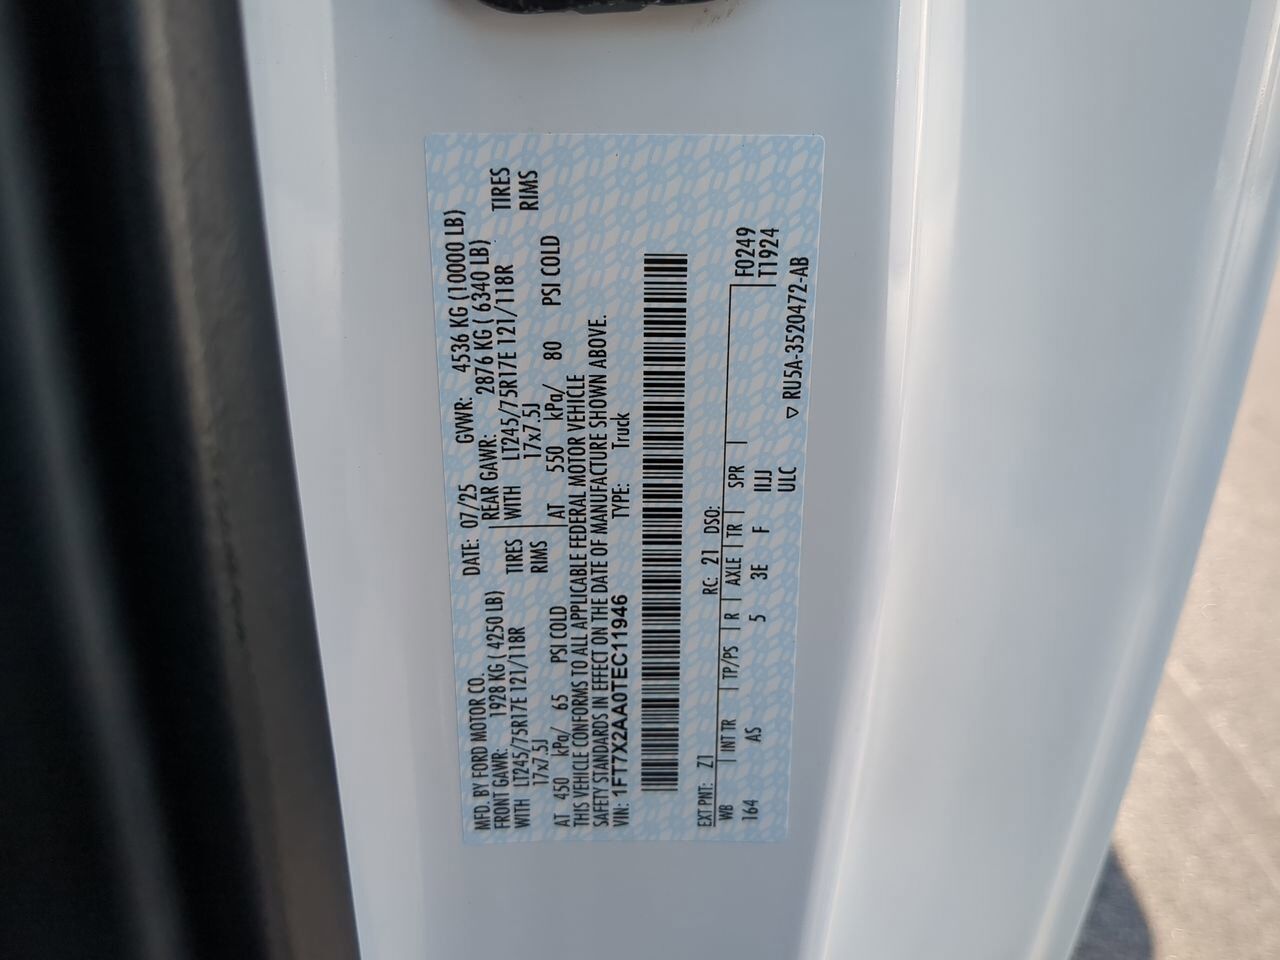 MFD. BY FORD MOTOR CO. DATE: 07/25 GVWR: 4536 KG (10000 LB)
FRONT GAWR: 1928 KG ( 4250 LB) REAR GAWR: 2876 KG ( 6340 LB)
WITH LT245/75R17E 121/118R TIRES WITH LT245/75R17E 121/118R TIRES
17x7.5J RIMS 17x7.5J RIMS
AT 450 kPa/ 65 PSI COLD AT 550 kPa/ 80 PSI COLD
THIS VEHICLE CONFORMS TO ALL APPLICABLE FEDERAL MOTOR VEHICLE
SAFETY STANDARDS IN EFFECT ON THE DATE OF MANUFACTURE SHOWN ABOVE.
VIN: 1FT7X2AA0TEC11946 TYPE: Truck
EXT PNT: Z1 RC: 21 DSO:
WB INT TR TP/PS R AXLE TR SPR F0249
164 AS 5 3E F IIJJ T1924
ULC
▽ RU5A-3520472-AB